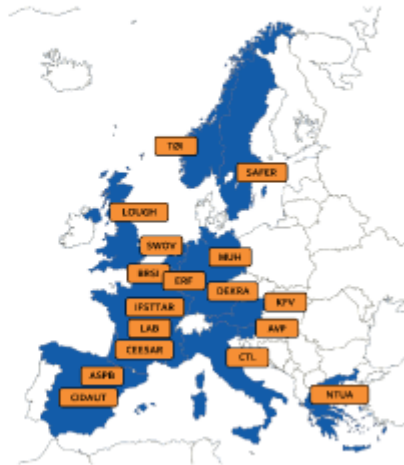 TØI
SAFER
LOUGH
SWOV
MUH
BRSI
ERF
DEKRA
IFSTTAR
KFV
LAB
AVP
CEESAR
CTL
ASPB
CIDAUT
NTUA